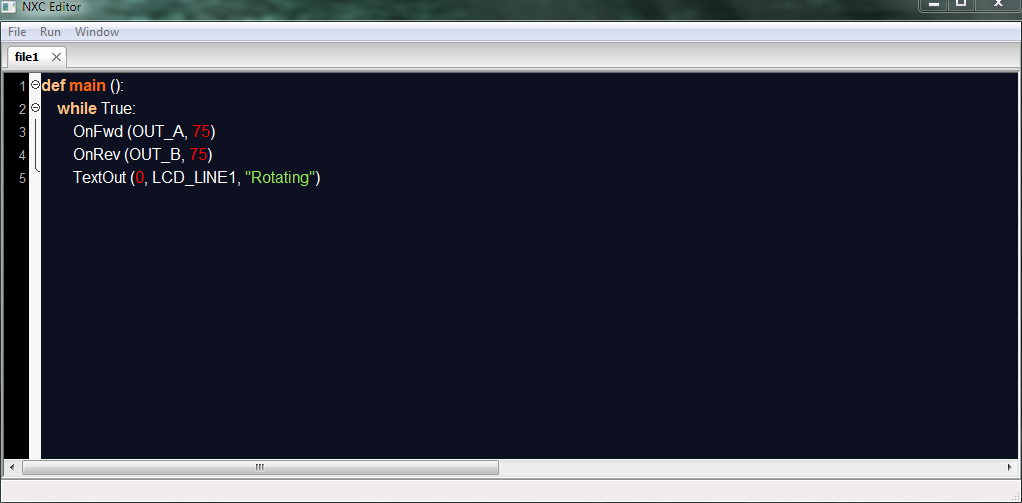 NXC Editor
File Run Window
file1
1 def main ():
2 while True:
3 OnFwd (OUT_A, 75)
4 OnRev (OUT_B, 75)
5 TextOut (0, LCD_LINE1, "Rotating")